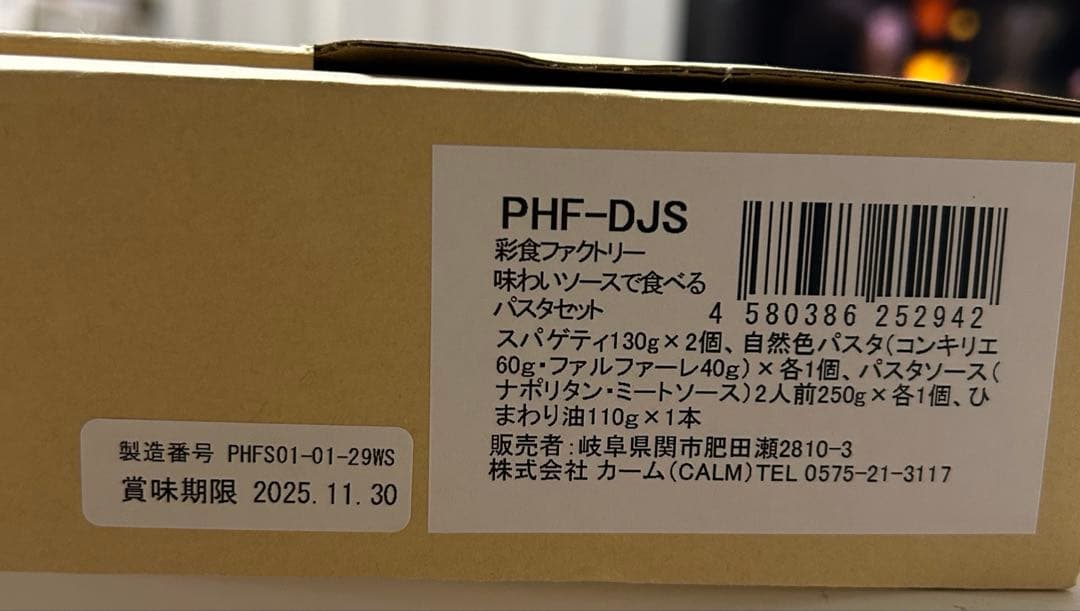 PHF-DJS
彩食ファクトリー
味わいソースで食べる
パスタセット
4 580386 252942
スパゲティ130g×2個、自然色パスタ(コンキリエ
60g・ファルファーレ40g)×各1個、パスタソース(
ナポリタン・ミートソース)2人前250g×各1個、ひ
まわり油110g×1本
販売者:岐阜県関市肥田瀬2810-3
株式会社 カーム(CALM)TEL 0575-21-3117
製造番号 PHFS01-01-29WS
賞味期限 2025.11.30